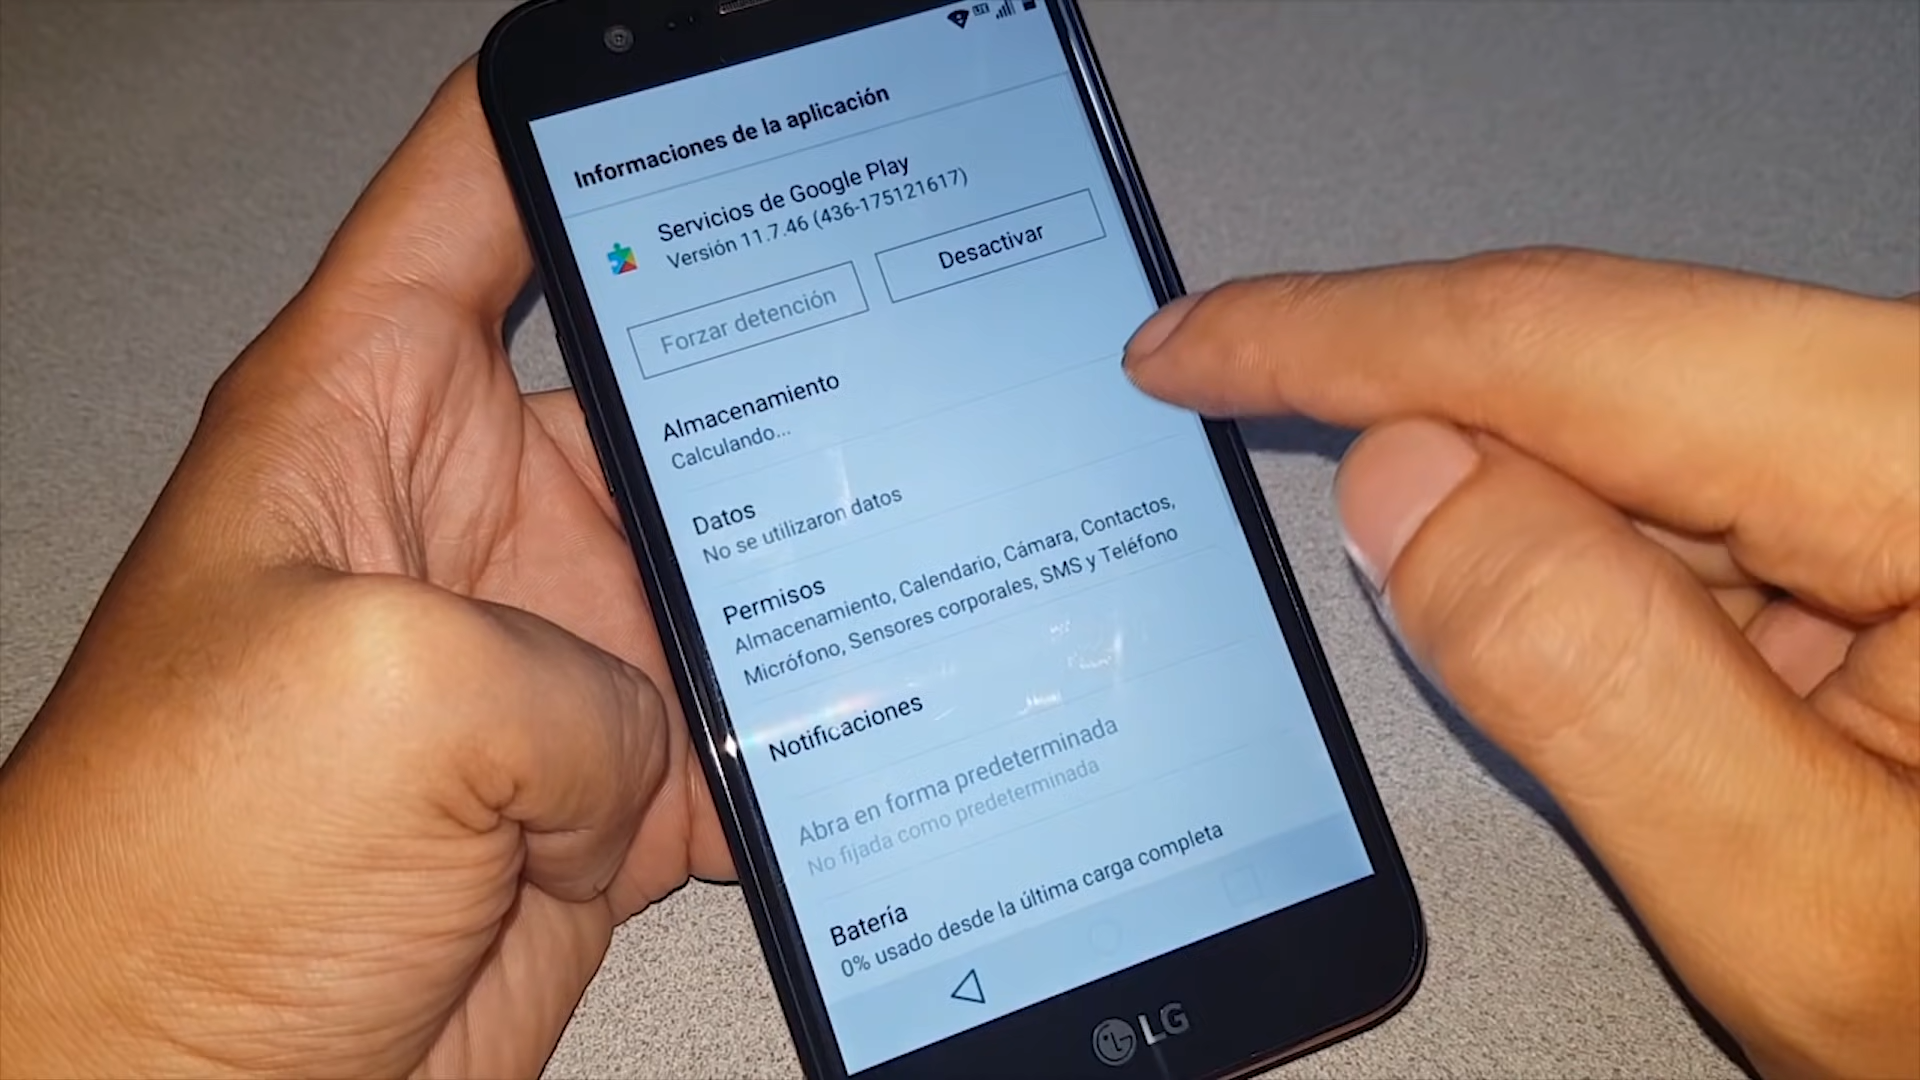 LTE
Informaciones de la aplicación
Servicios de Google Play
Versión 11.7.46 (436-175121617)
Forzar detención
Desactivar
Almacenamiento
Calculando...
Datos
No se utilizaron datos
Permisos
Almacenamiento, Calendario, Cámara, Contactos,
Micrófono, Sensores corporales, SMS y Teléfono
Notificaciones
Abra en forma predeterminada
No fijada como predeterminada
Batería
0% usado desde la última carga completa
LG